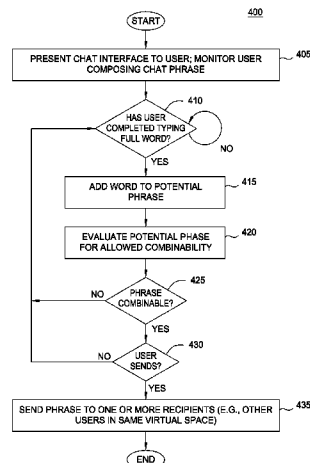 400
START
PRESENT CHAT INTERFACE TO USER; MONITOR USER
COMPOSING CHAT PHRASE
405
410
HAS USER
COMPLETED TYPING
FULL WORD?
NO
YES
ADD WORD TO POTENTIAL
PHRASE
415
EVALUATE POTENTIAL PHASE
FOR ALLOWED COMBINABILITY
420
425
NO
PHRASE
COMBINABLE?
YES
430
NO
USER
SENDS?
YES
SEND PHRASE TO ONE OR MORE RECIPIENTS (E.G., OTHER
USERS IN SAME VIRTUAL SPACE)
435
END